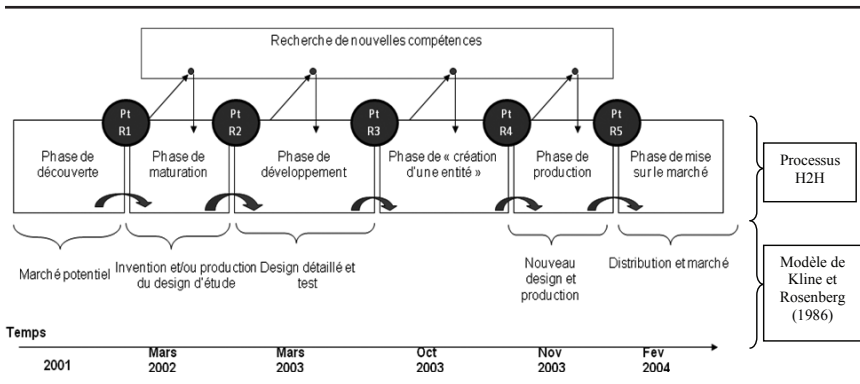 Recherche de nouvelles compétences
Pt
R1
Pt
R2
Pt
R3
Pt
R4
Pt
R5
Phase de
découverte
Phase de
maturation
Phase de
développement
Phase de « création
d'une entité »
Phase de
production
Phase de mise
sur le marché
Processus
H2H
Marché potentiel
Invention et/ou production
du design d'étude
Design détaillé et
test
Nouveau
design et
production
Distribution et marché
Modèle de
Kline et
Rosenberg
(1986)
Temps
2001
Mars
2002
Mars
2003
Oct
2003
Nov
2003
Fev
2004